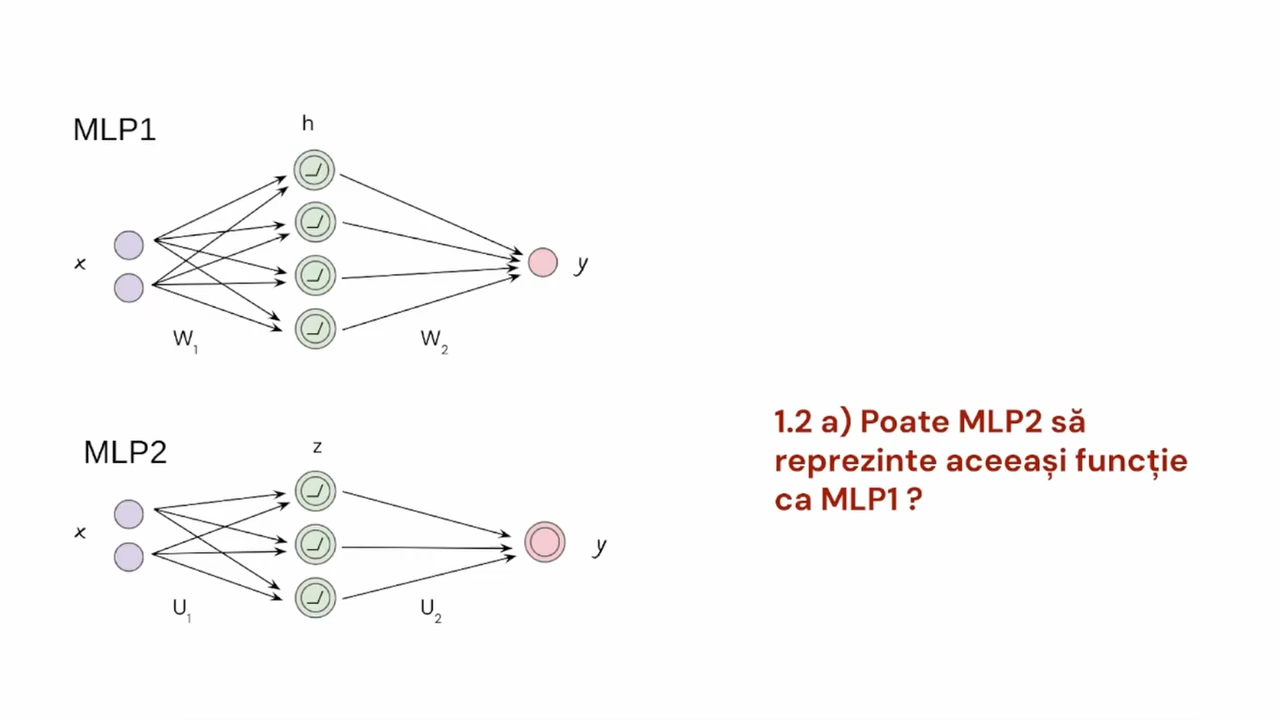 MLP1
h
x
y
W1
W2
MLP2
z
x
y
U1
U2
1.2 a) Poate MLP2 să
reprezinte aceeași funcție
ca MLP1 ?